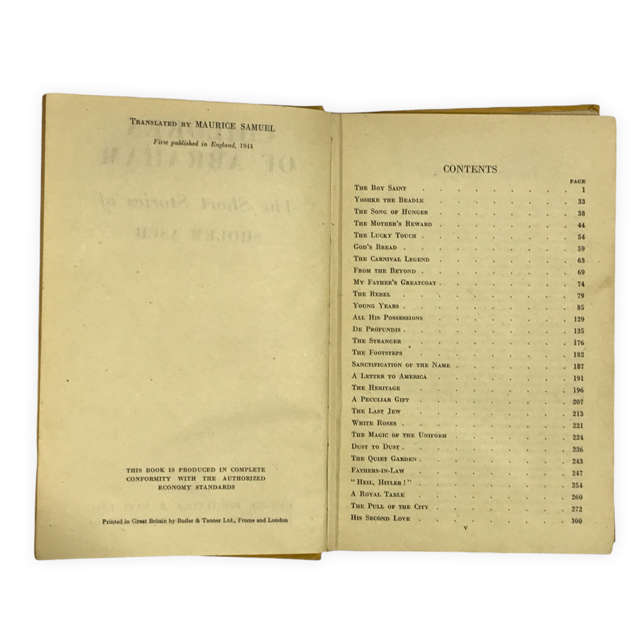 Translated by MAURICE SAMUEL
First published in England, 1944
THIS BOOK IS PRODUCED IN COMPLETE
CONFORMITY WITH THE AUTHORIZED
ECONOMY STANDARDS
Printed in Great Britain by Butler & Tanner Ltd., Frome and London
CONTENTS
PAGE
The Boy Saint 1
Yoshke the Beadle 33
The Song of Hunger 38
The Mother's Reward 44
The Lucky Touch 54
God's Bread 59
The Carnival Legend 63
From the Beyond 69
My Father's Greatcoat 74
The Rebel 79
Young Years 85
All His Possessions 129
De Profundis 135
The Stranger 176
The Footsteps 182
Sanctification of the Name 187
A Letter to America 191
The Heritage 196
A Peculiar Gift 207
The Last Jew 213
White Roses 221
The Magic of the Uniform 224
Dust to Dust 236
The Quiet Garden 243
Fathers-in-Law 247
"Heil, Hitler!" 254
A Royal Table 260
The Pull of the City 272
His Second Love 300
v